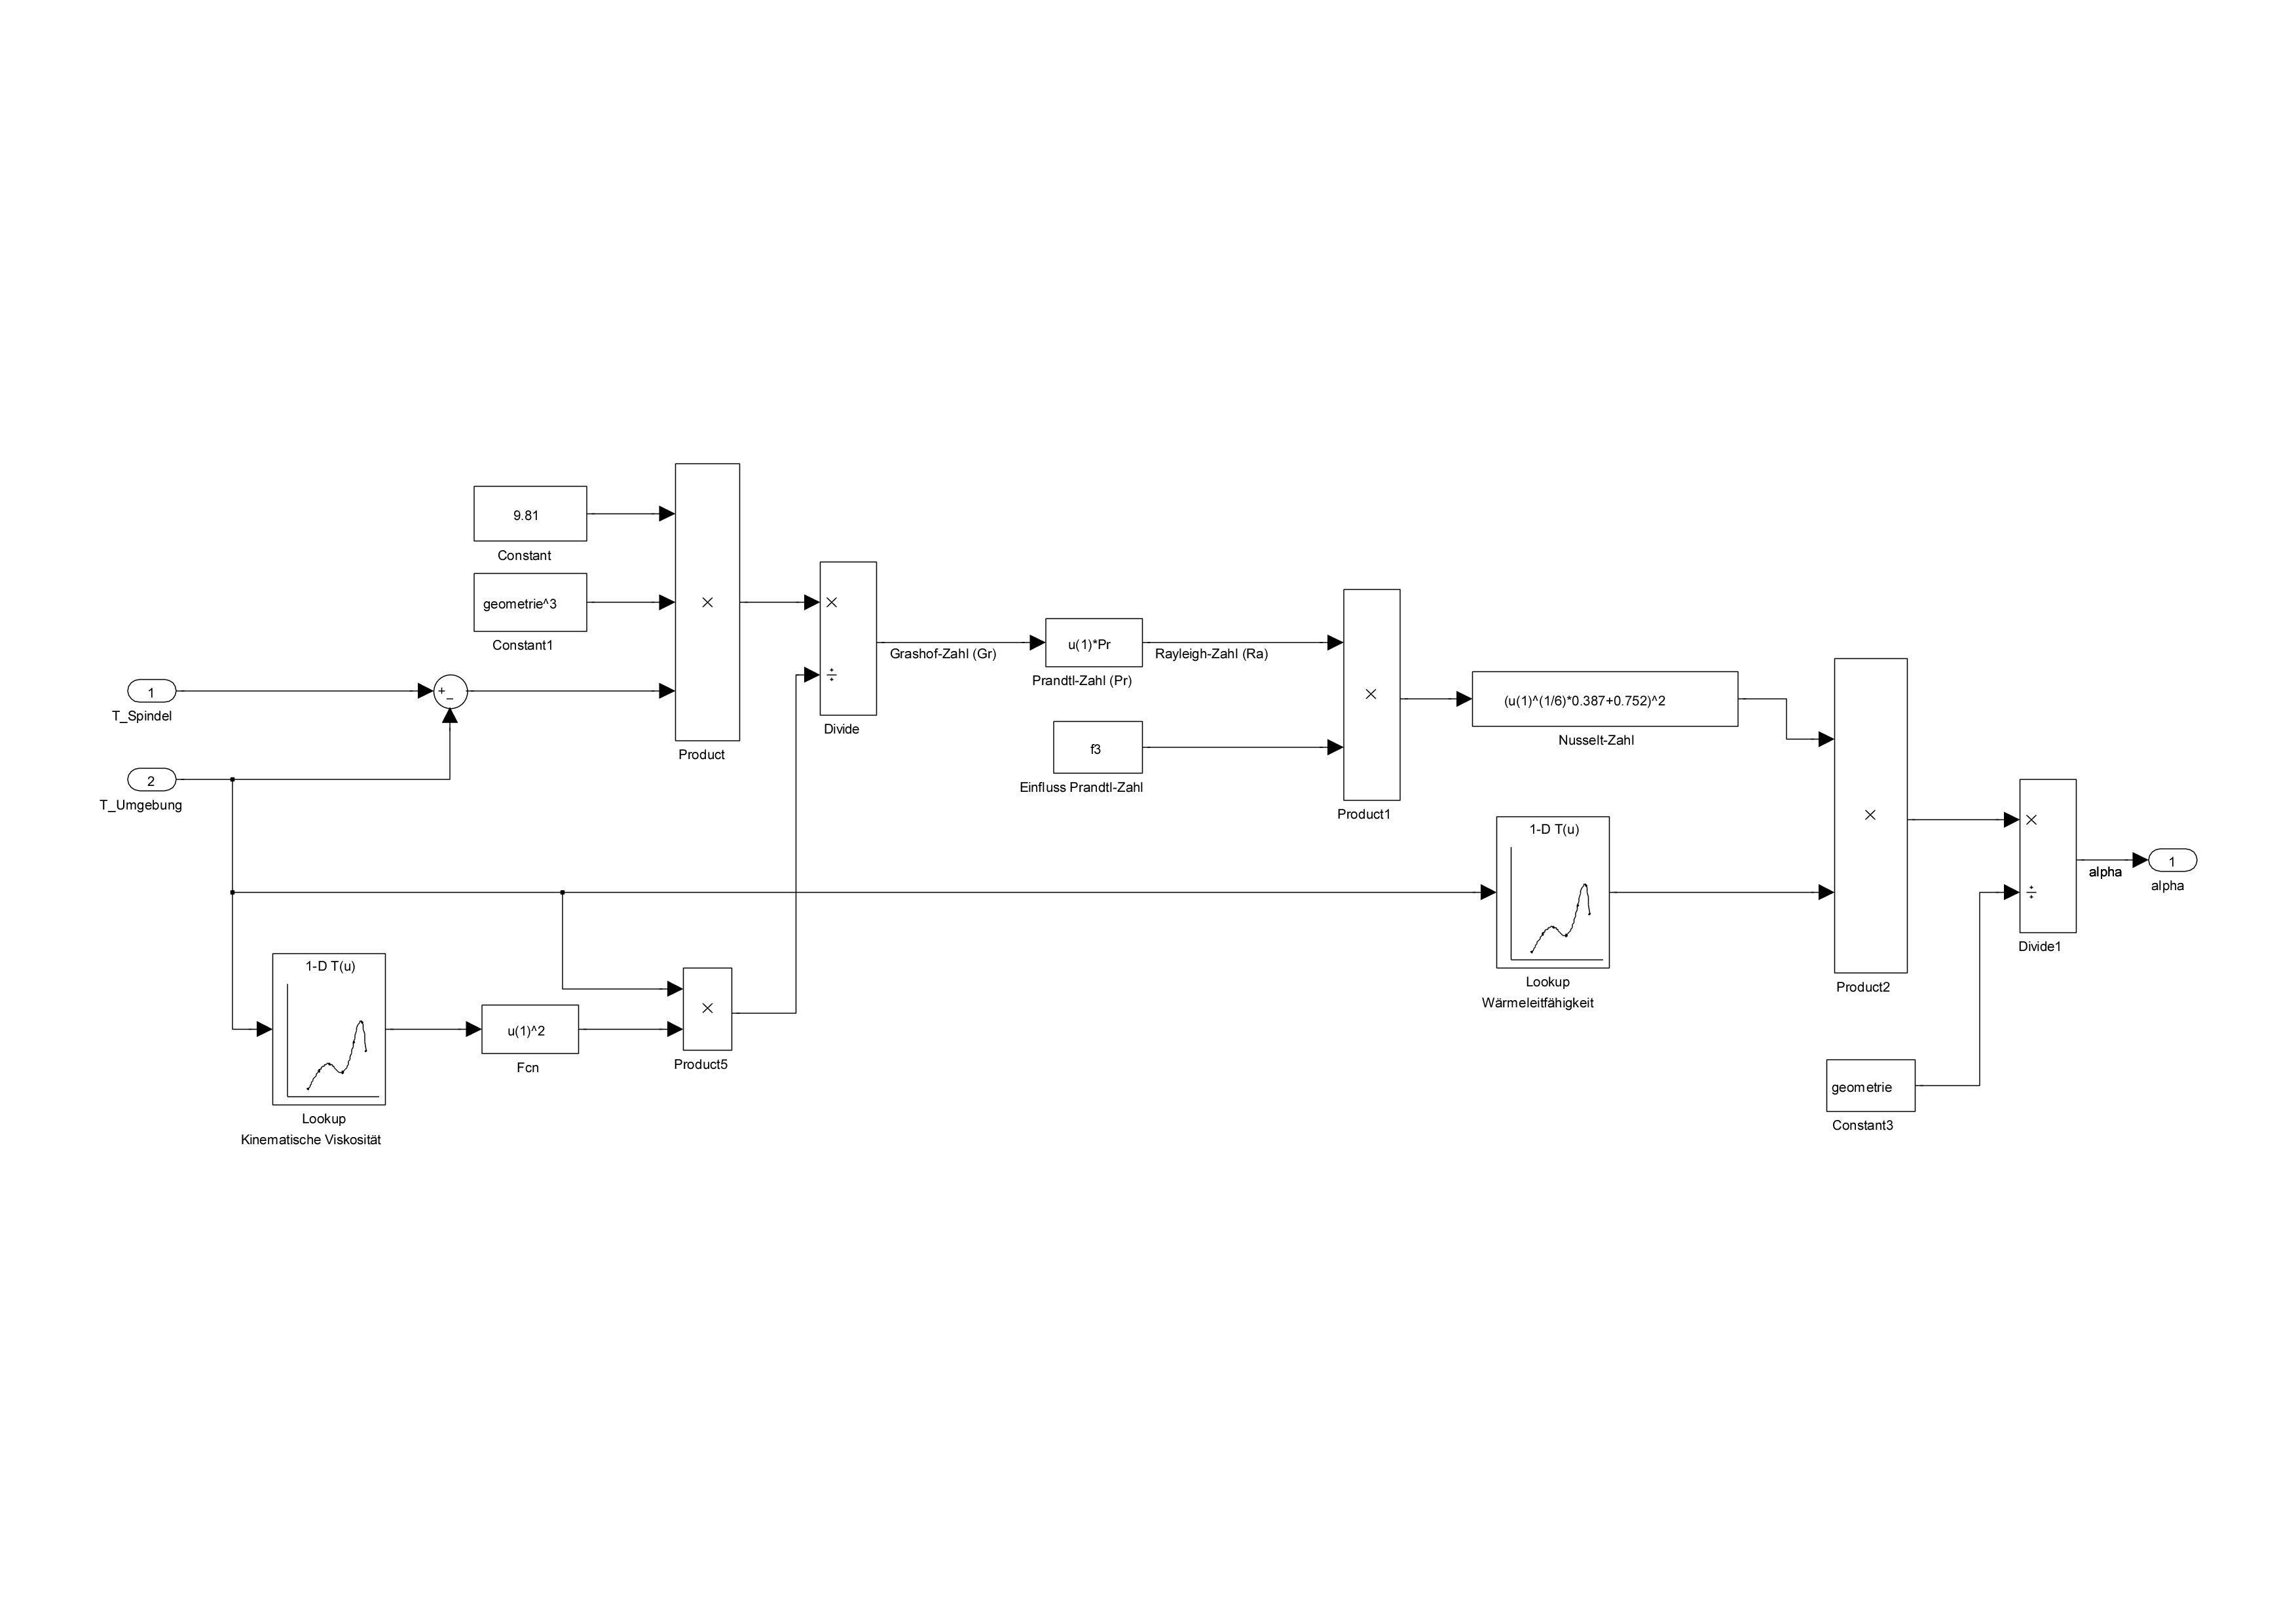 9.81
Constant
geometrie^3
Constant1
×
Product
1
T_Spindel
+
−
2
T_Umgebung
×
÷
Divide
Grashof-Zahl (Gr)
u(1)*Pr
Prandtl-Zahl (Pr)
Rayleigh-Zahl (Ra)
f3
Einfluss Prandtl-Zahl
×
Product1
(u(1)^(1/6)*0.387+0.752)^2
Nusselt-Zahl
1-D T(u)
Lookup
Wärmeleitfähigkeit
×
Product2
×
÷
Divide1
alpha
1
alpha
geometrie
Constant3
1-D T(u)
Lookup
Kinematische Viskosität
u(1)^2
Fcn
×
Product5